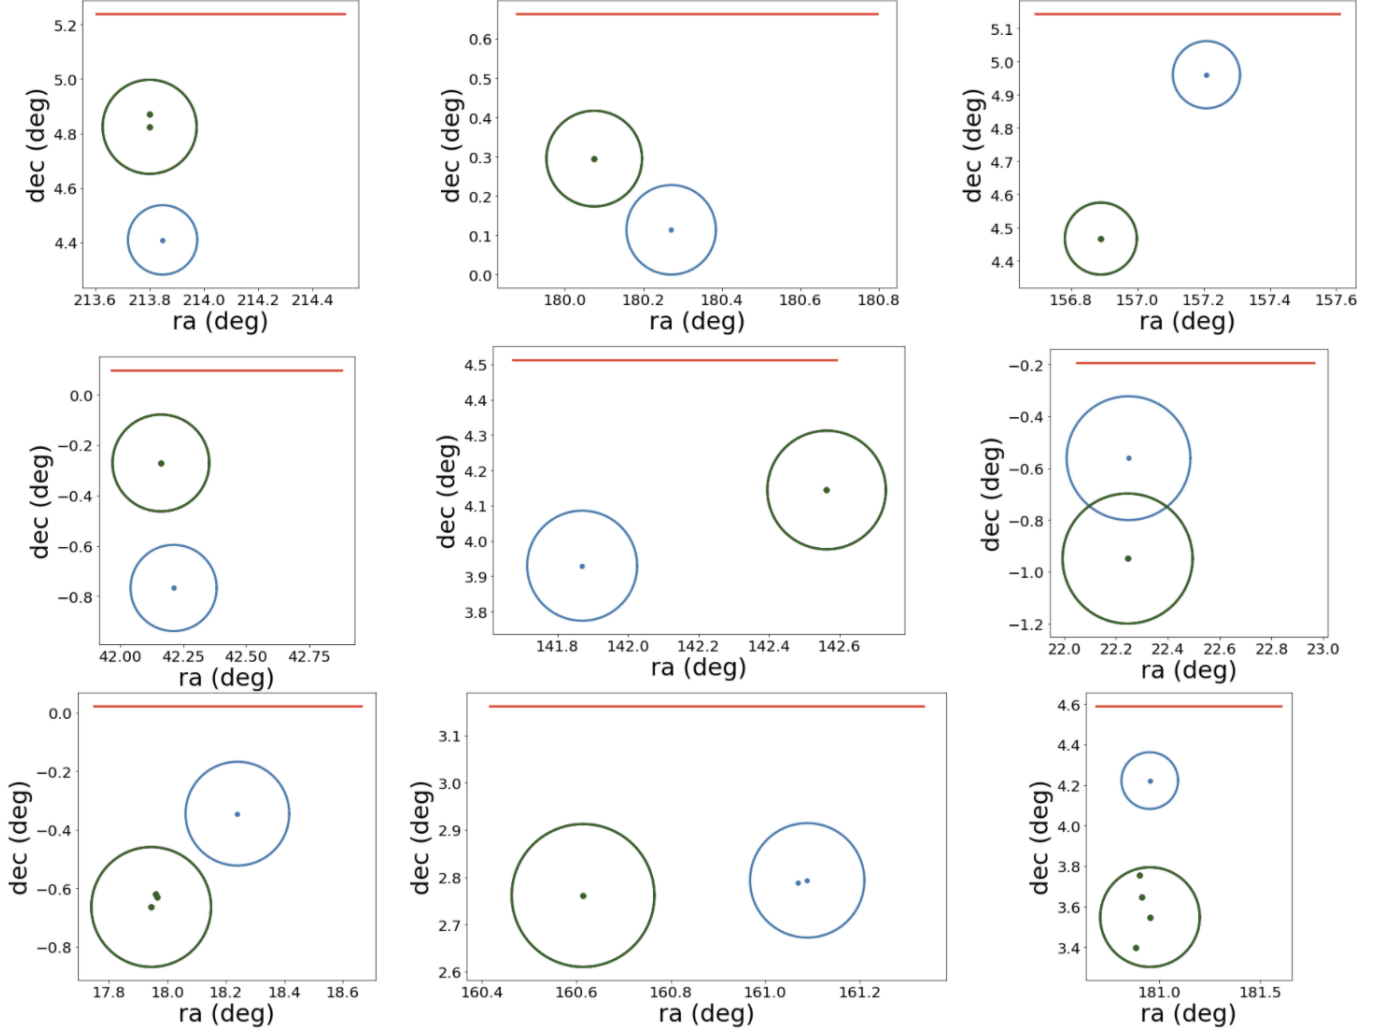 5.2
5.0
4.8
4.6
4.4
dec (deg)
213.6 213.8 214.0 214.2 214.4
ra (deg)
0.6
0.5
0.4
0.3
0.2
0.1
0.0
dec (deg)
180.0 180.2 180.4 180.6 180.8
ra (deg)
5.1
5.0
4.9
4.8
4.7
4.6
4.5
4.4
dec (deg)
156.8 157.0 157.2 157.4 157.6
ra (deg)
0.0
−0.2
−0.4
−0.6
−0.8
dec (deg)
42.00 42.25 42.50 42.75
ra (deg)
4.5
4.4
4.3
4.2
4.1
4.0
3.9
3.8
dec (deg)
141.8 142.0 142.2 142.4 142.6
ra (deg)
−0.2
−0.4
−0.6
−0.8
−1.0
−1.2
dec (deg)
22.0 22.2 22.4 22.6 22.8 23.0
ra (deg)
0.0
−0.2
−0.4
−0.6
−0.8
dec (deg)
17.8 18.0 18.2 18.4 18.6
ra (deg)
3.1
3.0
2.9
2.8
2.7
2.6
dec (deg)
160.4 160.6 160.8 161.0 161.2
ra (deg)
4.6
4.4
4.2
4.0
3.8
3.6
3.4
dec (deg)
181.0 181.5
ra (deg)